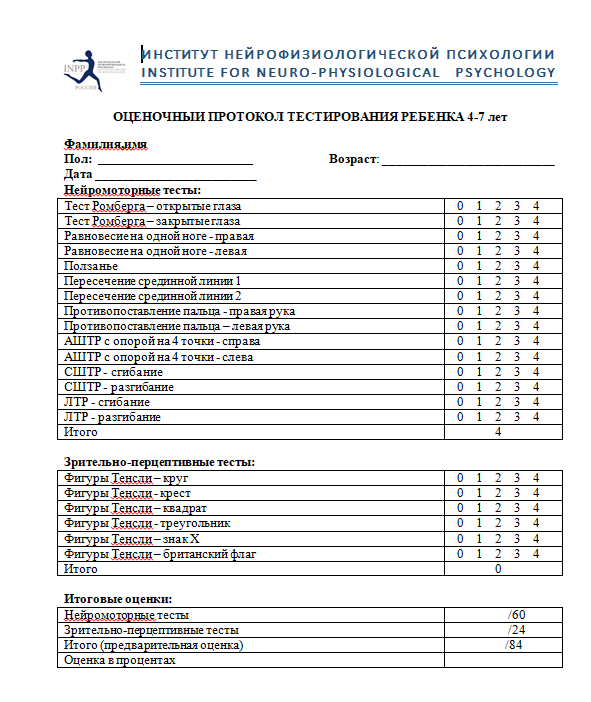 INPP
РОССИЯ
ИНСТИТУТ НЕЙРОФИЗИОЛОГИЧЕСКОЙ ПСИХОЛОГИИ
INSTITUTE FOR NEURO-PHYSIOLOGICAL PSYCHOLOGY
ОЦЕНОЧНЫЙ ПРОТОКОЛ ТЕСТИРОВАНИЯ РЕБЕНКА 4-7 лет
Фамилия,имя
Пол: ________________________ Возраст: ___________________________
Дата _________________________
Нейромоторные тесты:
Тест Ромберга – открытые глаза 0 1 2 3 4
Тест Ромберга – закрытые глаза 0 1 2 3 4
Равновесие на одной ноге - правая 0 1 2 3 4
Равновесие на одной ноге - левая 0 1 2 3 4
Ползанье 0 1 2 3 4
Пересечение срединной линии 1 0 1 2 3 4
Пересечение срединной линии 2 0 1 2 3 4
Противопоставление пальца - правая рука 0 1 2 3 4
Противопоставление пальца – левая рука 0 1 2 3 4
АШТР с опорой на 4 точки - справа 0 1 2 3 4
АШТР с опорой на 4 точки - слева 0 1 2 3 4
СШТР - сгибание 0 1 2 3 4
СШТР - разгибание 0 1 2 3 4
ЛТР - сгибание 0 1 2 3 4
ЛТР - разгибание 0 1 2 3 4
Итого 4
Зрительно-перцептивные тесты:
Фигуры Тенсли – круг 0 1 2 3 4
Фигуры Тенсли - крест 0 1 2 3 4
Фигуры Тенсли – квадрат 0 1 2 3 4
Фигуры Тенсли - треугольник 0 1 2 3 4
Фигуры Тенсли – знак X 0 1 2 3 4
Фигуры Тенсли – британский флаг 0 1 2 3 4
Итого 0
Итоговые оценки:
Нейромоторные тесты /60
Зрительно-перцептивные тесты /24
Итого (предварительная оценка) /84
Оценка в процентах